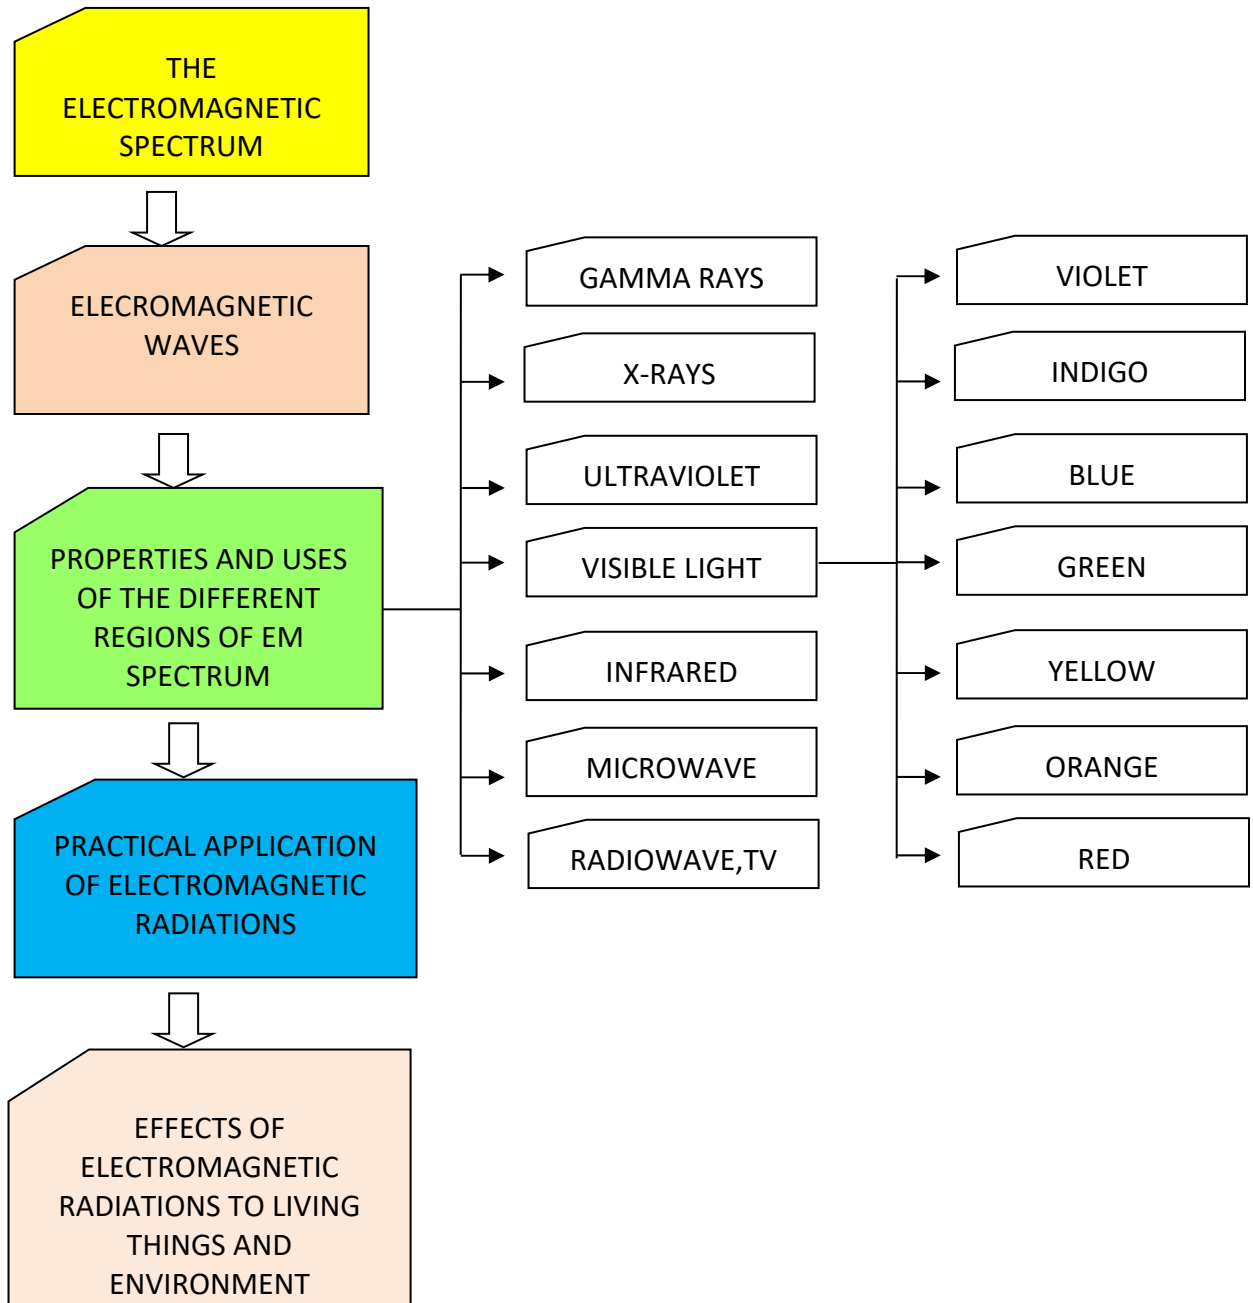 THE
ELECTROMAGNETIC
SPECTRUM
ELECROMAGNETIC
WAVES
PROPERTIES AND USES
OF THE DIFFERENT
REGIONS OF EM
SPECTRUM
PRACTICAL APPLICATION
OF ELECTROMAGNETIC
RADIATIONS
EFFECTS OF
ELECTROMAGNETIC
RADIATIONS TO LIVING
THINGS AND
ENVIRONMENT
GAMMA RAYS
X-RAYS
ULTRAVIOLET
VISIBLE LIGHT
INFRARED
MICROWAVE
RADIOWAVE,TV
VIOLET
INDIGO
BLUE
GREEN
YELLOW
ORANGE
RED